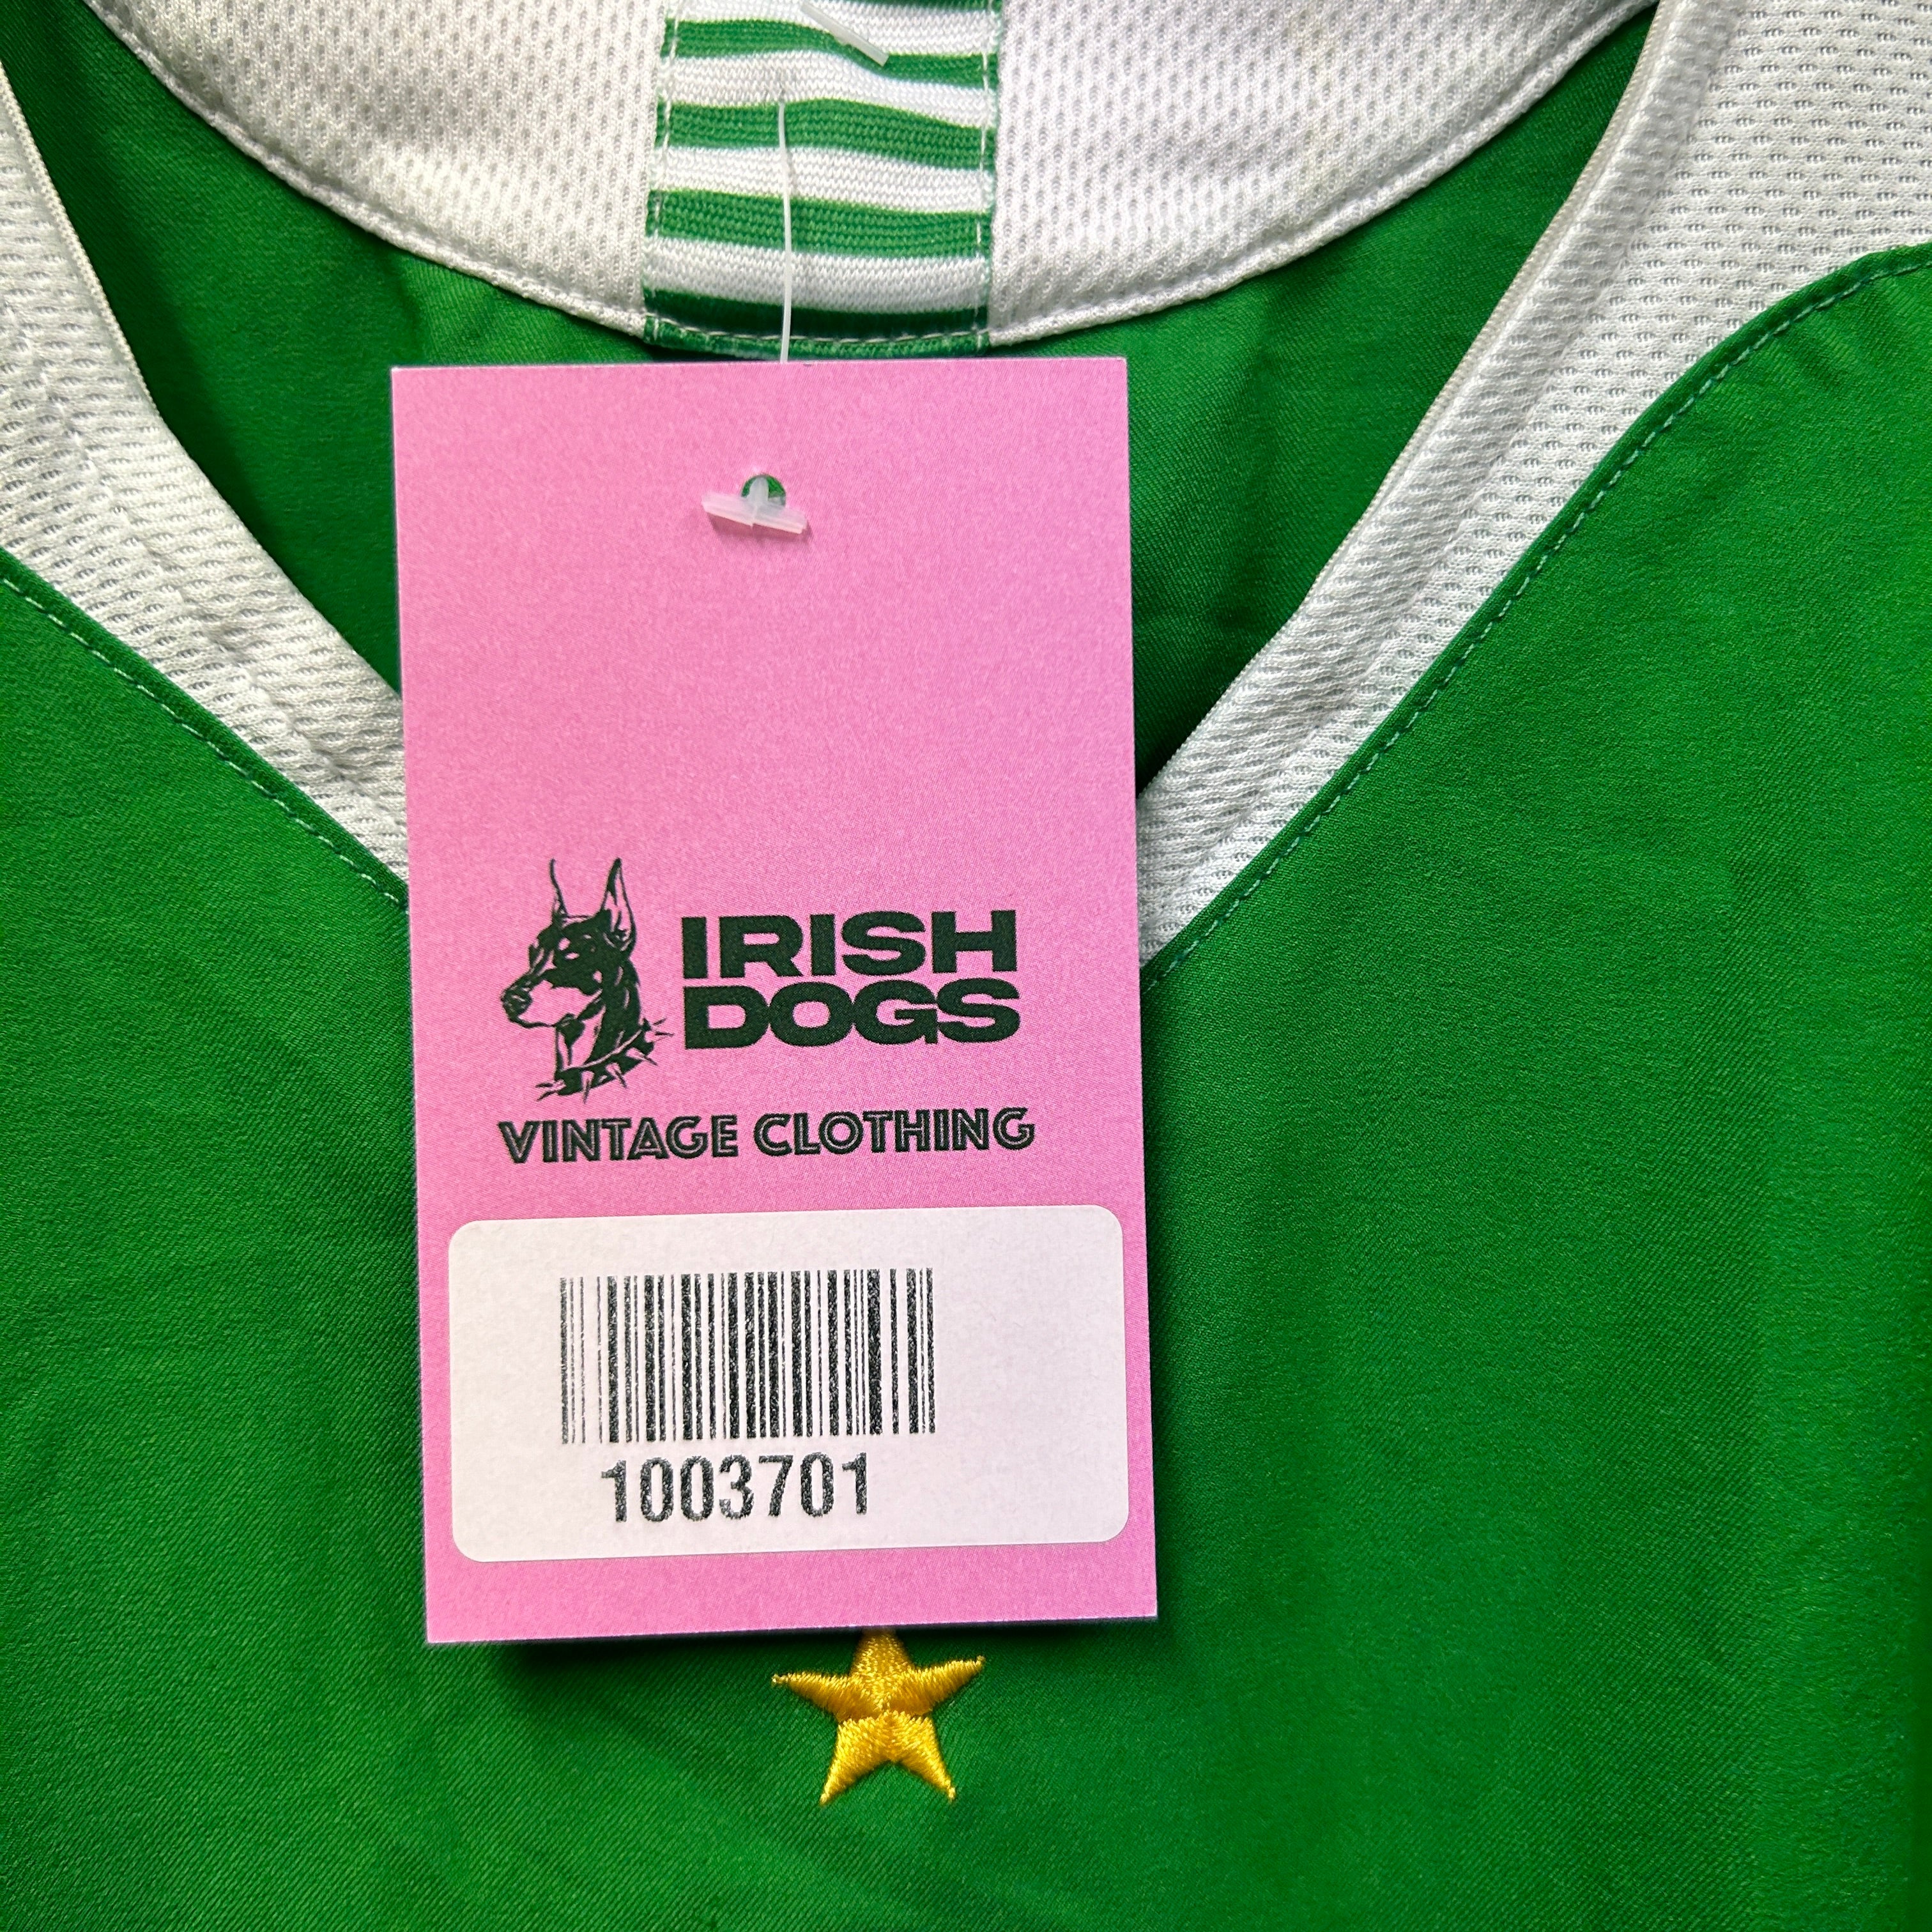 IRISH
DOGS
VINTAGE CLOTHING
1003701